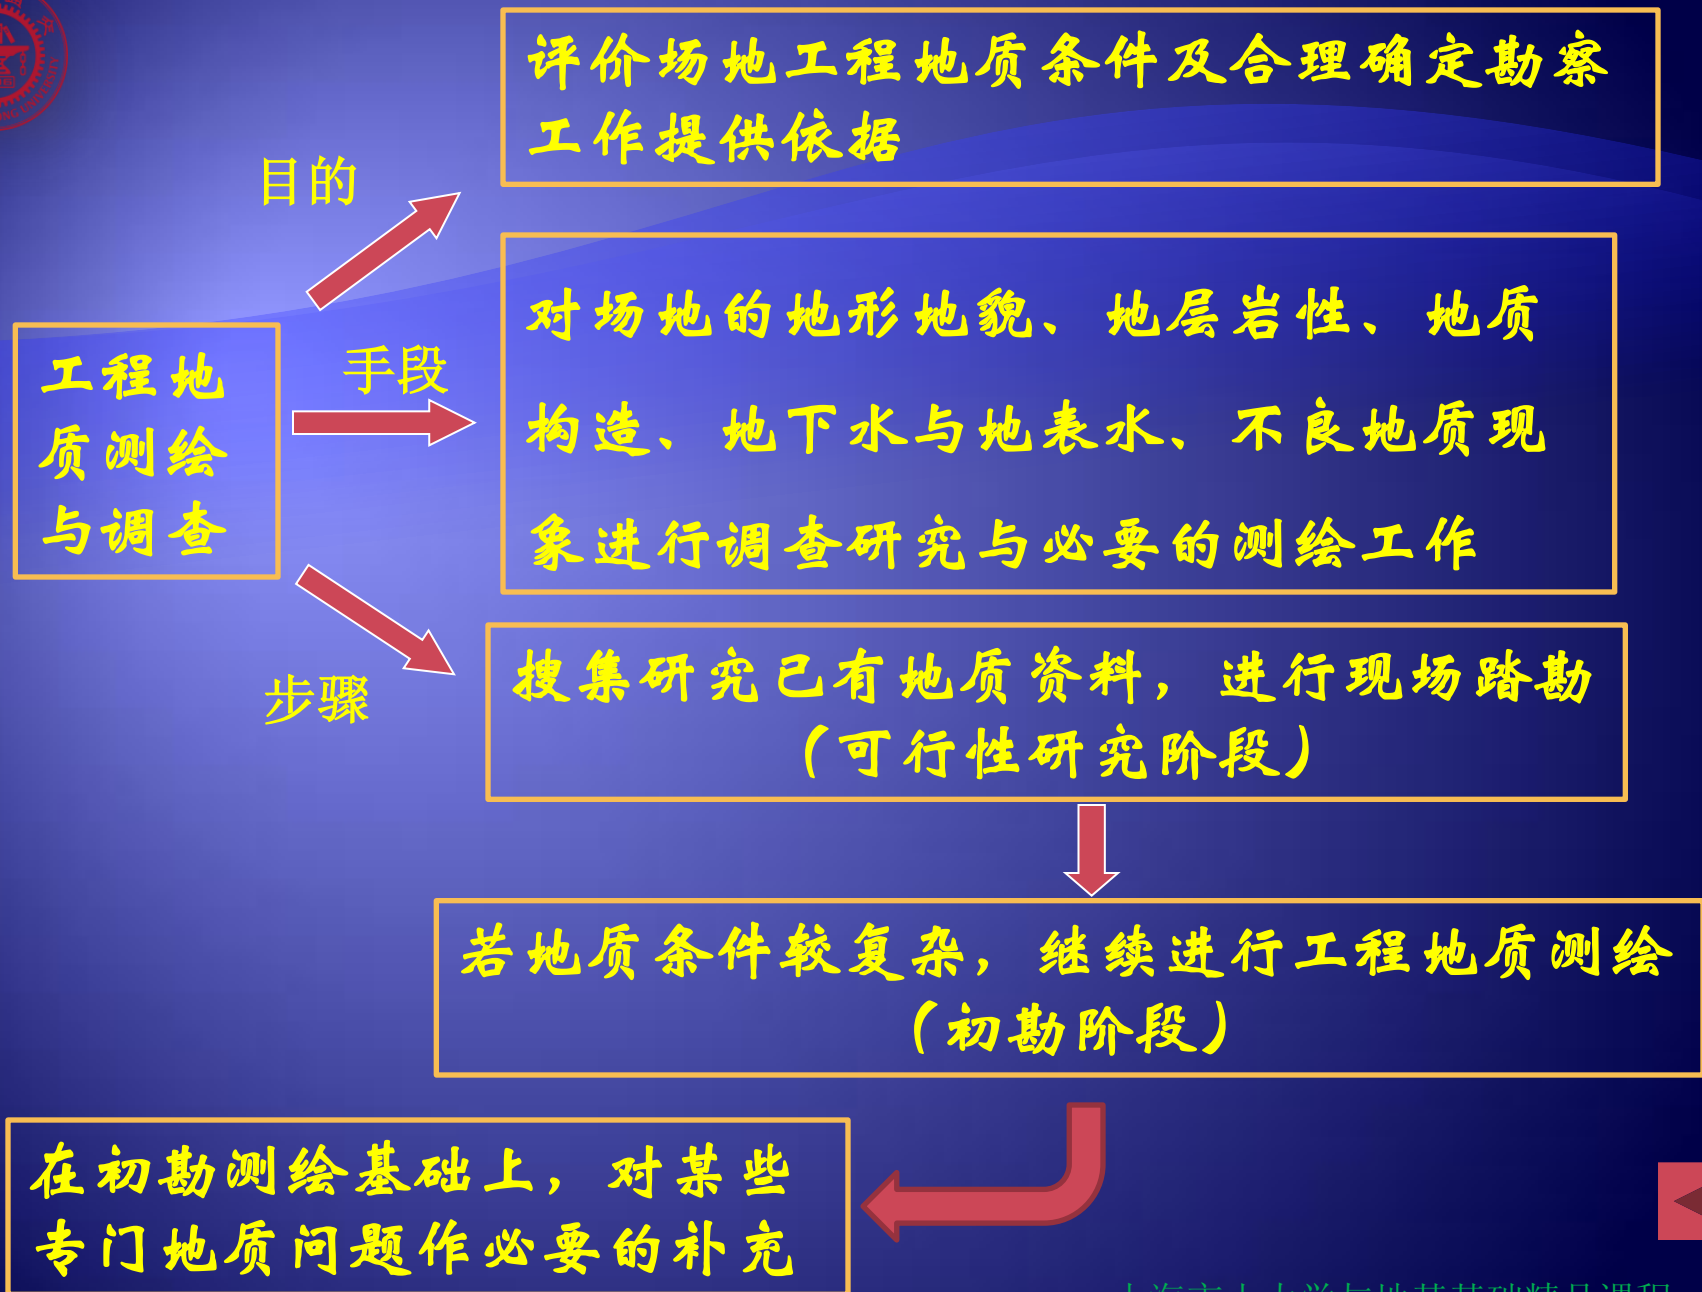 评价场地工程地质条件及合理确定勘察
工作提供依据
目的
对场地的地形地貌、地层岩性、地质
构造、地下水与地表水、不良地质现
象进行调查研究与必要的测绘工作
手段
工程地
质测绘
与调查
步骤
搜集研究已有地质资料，进行现场踏勘
（可行性研究阶段）
若地质条件较复杂，继续进行工程地质测绘
（初勘阶段）
在初勘测绘基础上，对某些
专门地质问题作必要的补充